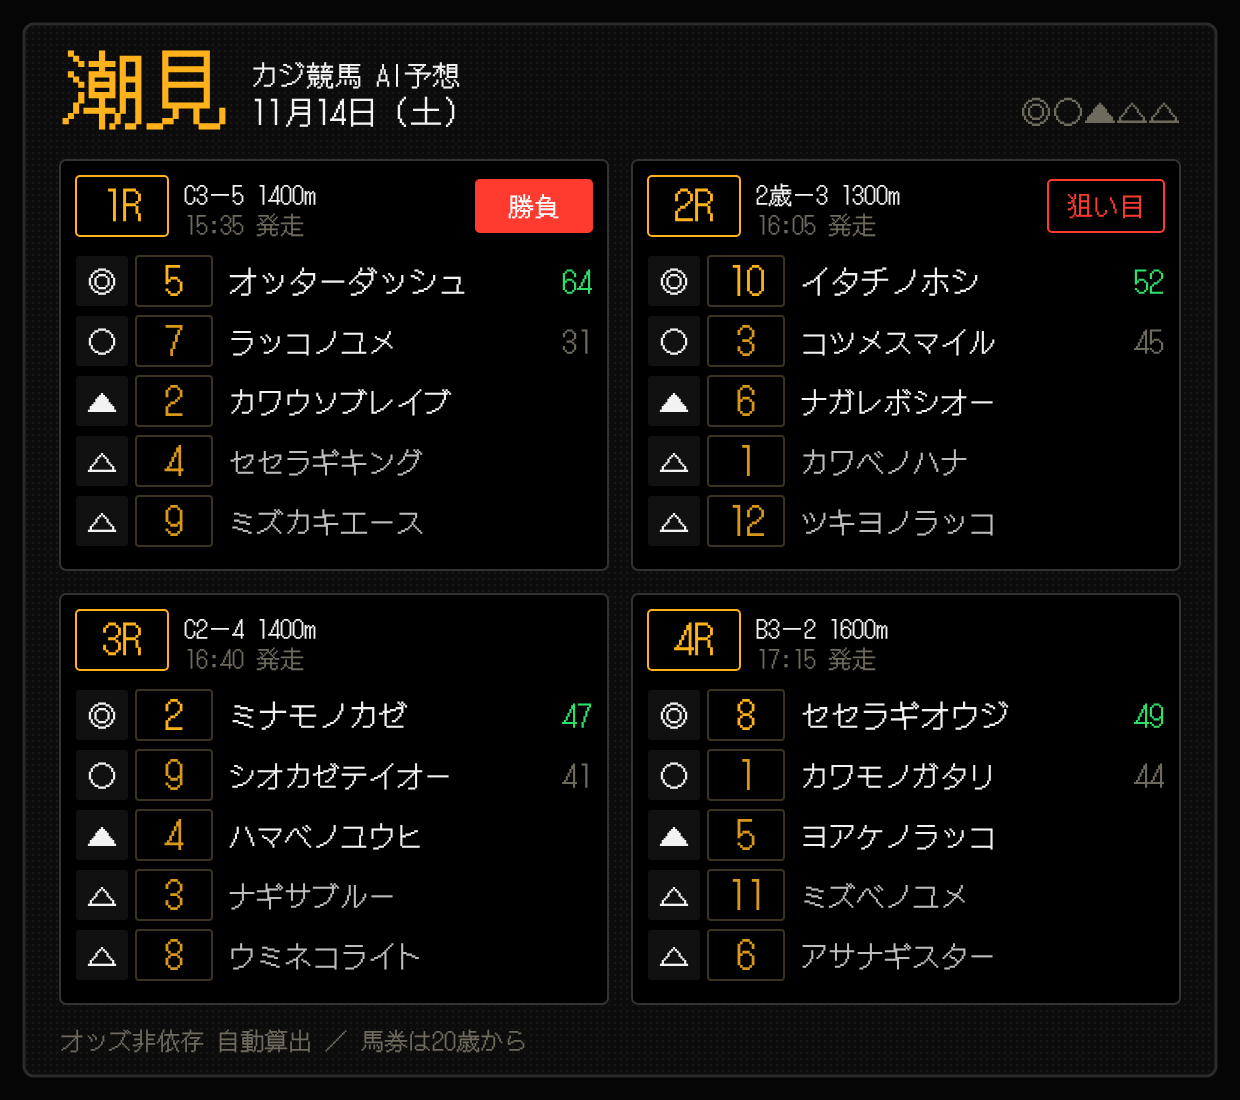 潮見
カジ競馬 AI予想
11月14日（土）
◎○▲△△
1R C3−5 1400m 勝負
15:35 発走
◎ 5 オッターダッシュ 64
○ 7 ラッコノユメ 31
▲ 2 カワウソブレイブ
△ 4 セセラギキング
△ 9 ミズカキエース
2R 2歳−3 1300m 狙い目
16:05 発走
◎ 10 イタチノホシ 52
○ 3 コツメスマイル 45
▲ 6 ナガレボシオー
△ 1 カワベノハナ
△ 12 ツキヨノラッコ
3R C2−4 1400m
16:40 発走
◎ 2 ミナモノカゼ 47
○ 9 シオカゼテイオー 41
▲ 4 ハマベノユウヒ
△ 3 ナギサブルー
△ 8 ウミネコライト
4R B3−2 1600m
17:15 発走
◎ 8 セセラギオウジ 49
○ 1 カワモノガタリ 44
▲ 5 ヨアケノラッコ
△ 11 ミズベノユメ
△ 6 アサナギスター
オッズ非依存 自動算出 ／ 馬券は20歳から